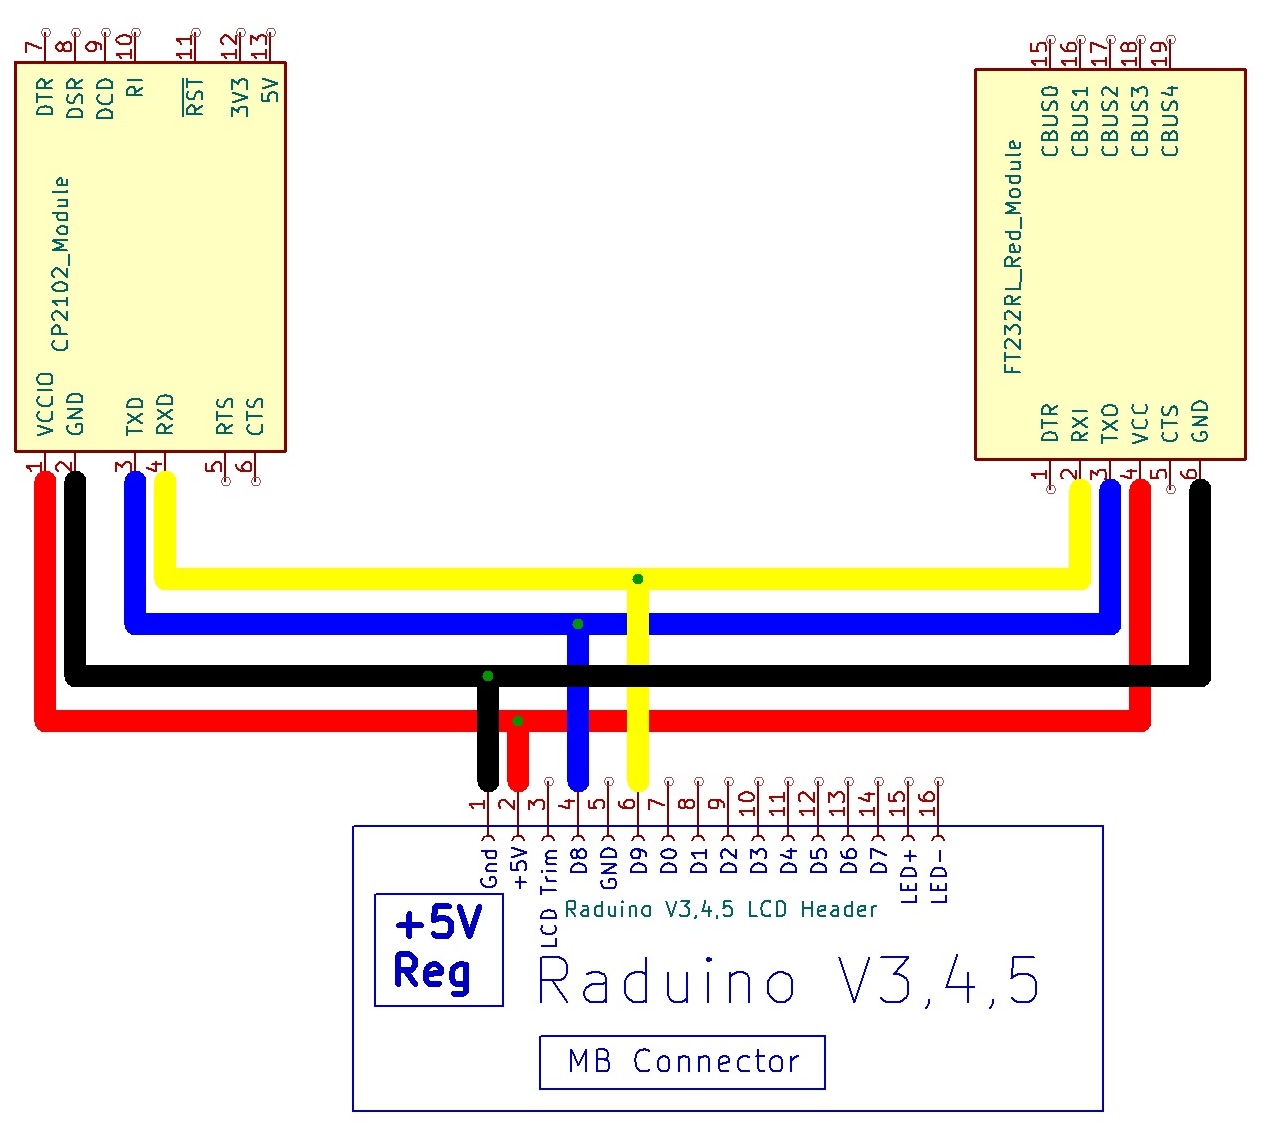 7 8 9 10 11 12 13
DTR DSR DCD RI RST 3V3 5V
CP2102_Module
VCCIO GND TXD RXD RTS CTS
1 2 3 4 5 6
15 16 17 18 19
CBUS0 CBUS1 CBUS2 CBUS3 CBUS4
FT232RL_Red_Module
DTR RXI TXO VCC CTS GND
1 2 3 4 5 6
1 2 3 4 5 6 7 8 9 10 11 12 13 14 15 16
Gnd +5V LCD Trim D8 GND D9 D0 D1 D2 D3 D4 D5 D6 D7 LED+ LED-
Raduino V3,4,5 LCD Header
+5V
Reg
Raduino V3,4,5
MB Connector